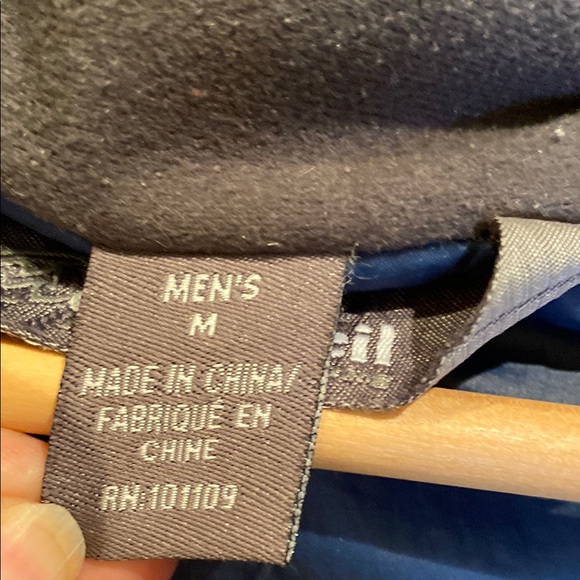 MEN'S
M
MADE IN CHINA/
FABRIQUÉ EN
CHINE
RN:101109